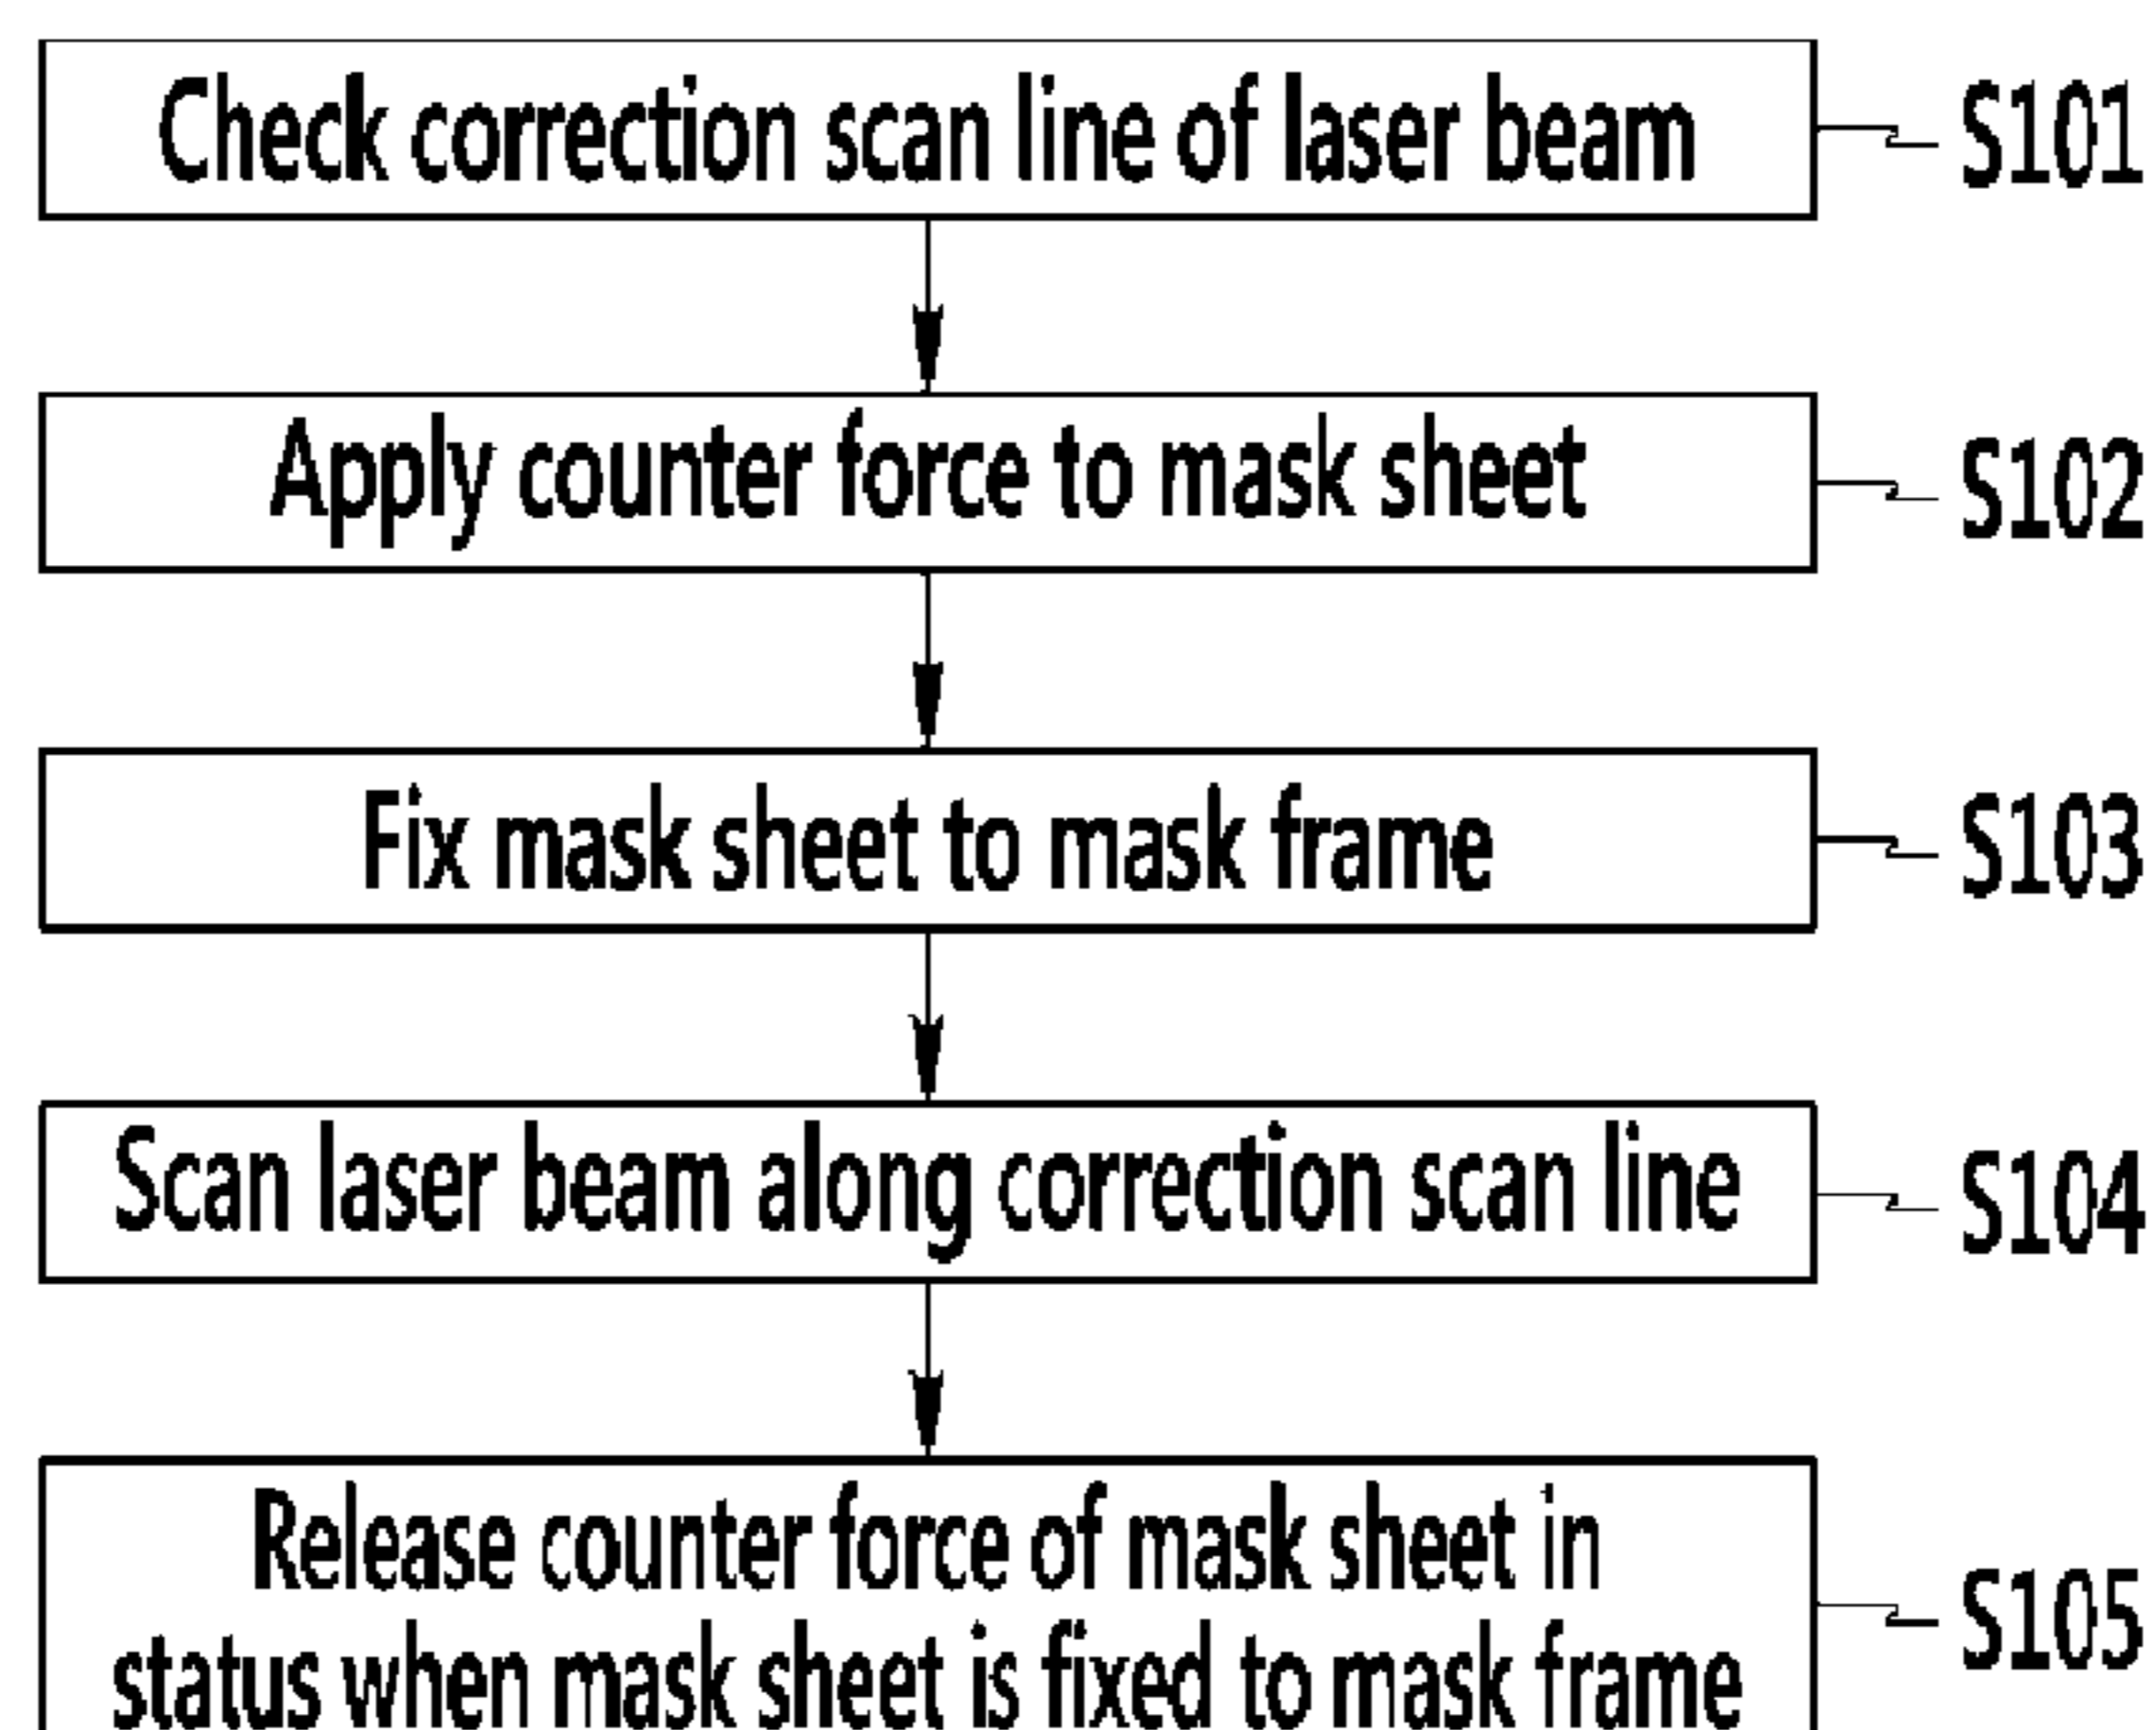 Check correction scan line of laser beam S101
Apply counter force to mask sheet S102
Fix mask sheet to mask frame S103
Scan laser beam along correction scan line S104
Release counter force of mask sheet in
status when mask sheet is fixed to mask frame S105